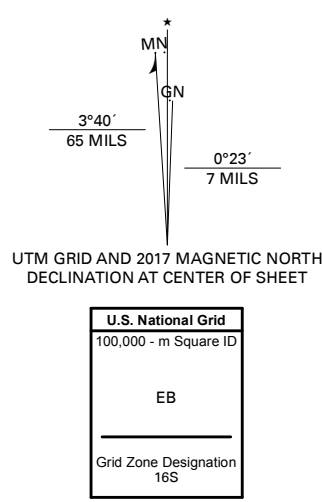 ★
MN
GN
3°40´
65 MILS
0°23´
7 MILS
UTM GRID AND 2017 MAGNETIC NORTH
DECLINATION AT CENTER OF SHEET
U.S. National Grid
100,000 - m Square ID
EB
Grid Zone Designation
16S